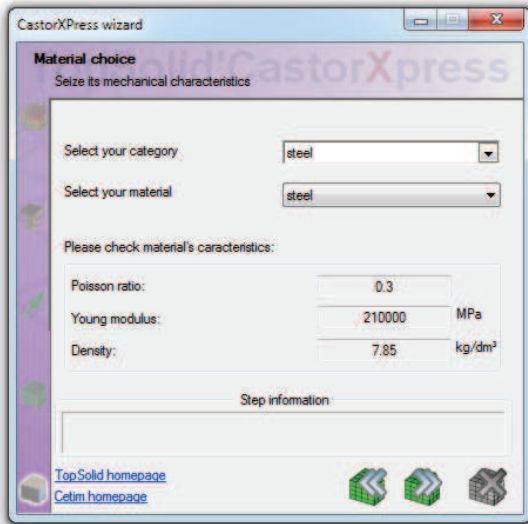 CastorXPress wizard
TopSolid'CastorXpress
Material choice
Seize its mechanical characteristics
Select your category steel
Select your material steel
Please check material's caracteristics:
Poisson ratio: 0.3
Young modulus: 210000 MPa
Density: 7.85 kg/dm³
Step information
TopSolid homepage
Cetim homepage